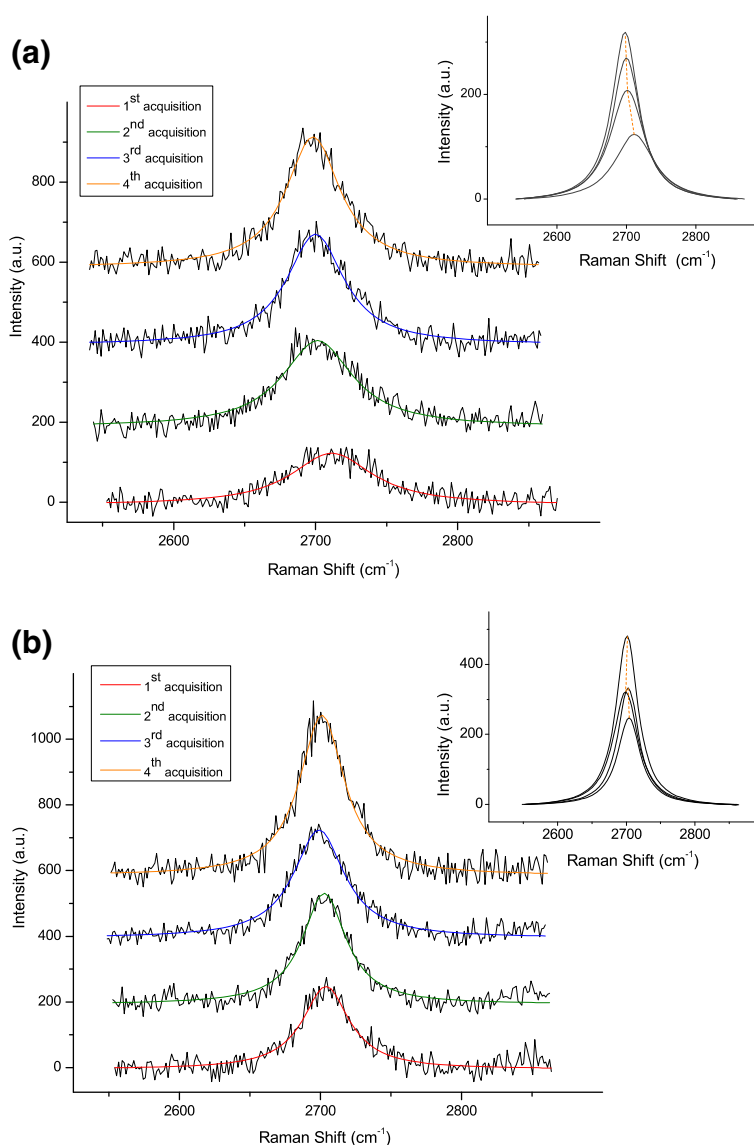 (a)
1st acquisition
2nd acquisition
3rd acquisition
4th acquisition
Intensity (a.u.)
800
600
400
200
0
2600
2700
2800
Raman Shift (cm-1)
Intensity (a.u.)
200
0
2600
2700
2800
Raman Shift (cm-1)
(b)
1st acquisition
2nd acquisition
3rd acquisition
4th acquisition
Intensity (a.u.)
1000
800
600
400
200
0
2600
2700
2800
Raman Shift (cm-1)
Intensity (a.u.)
400
200
0
2600
2700
2800
Raman Shift (cm-1)